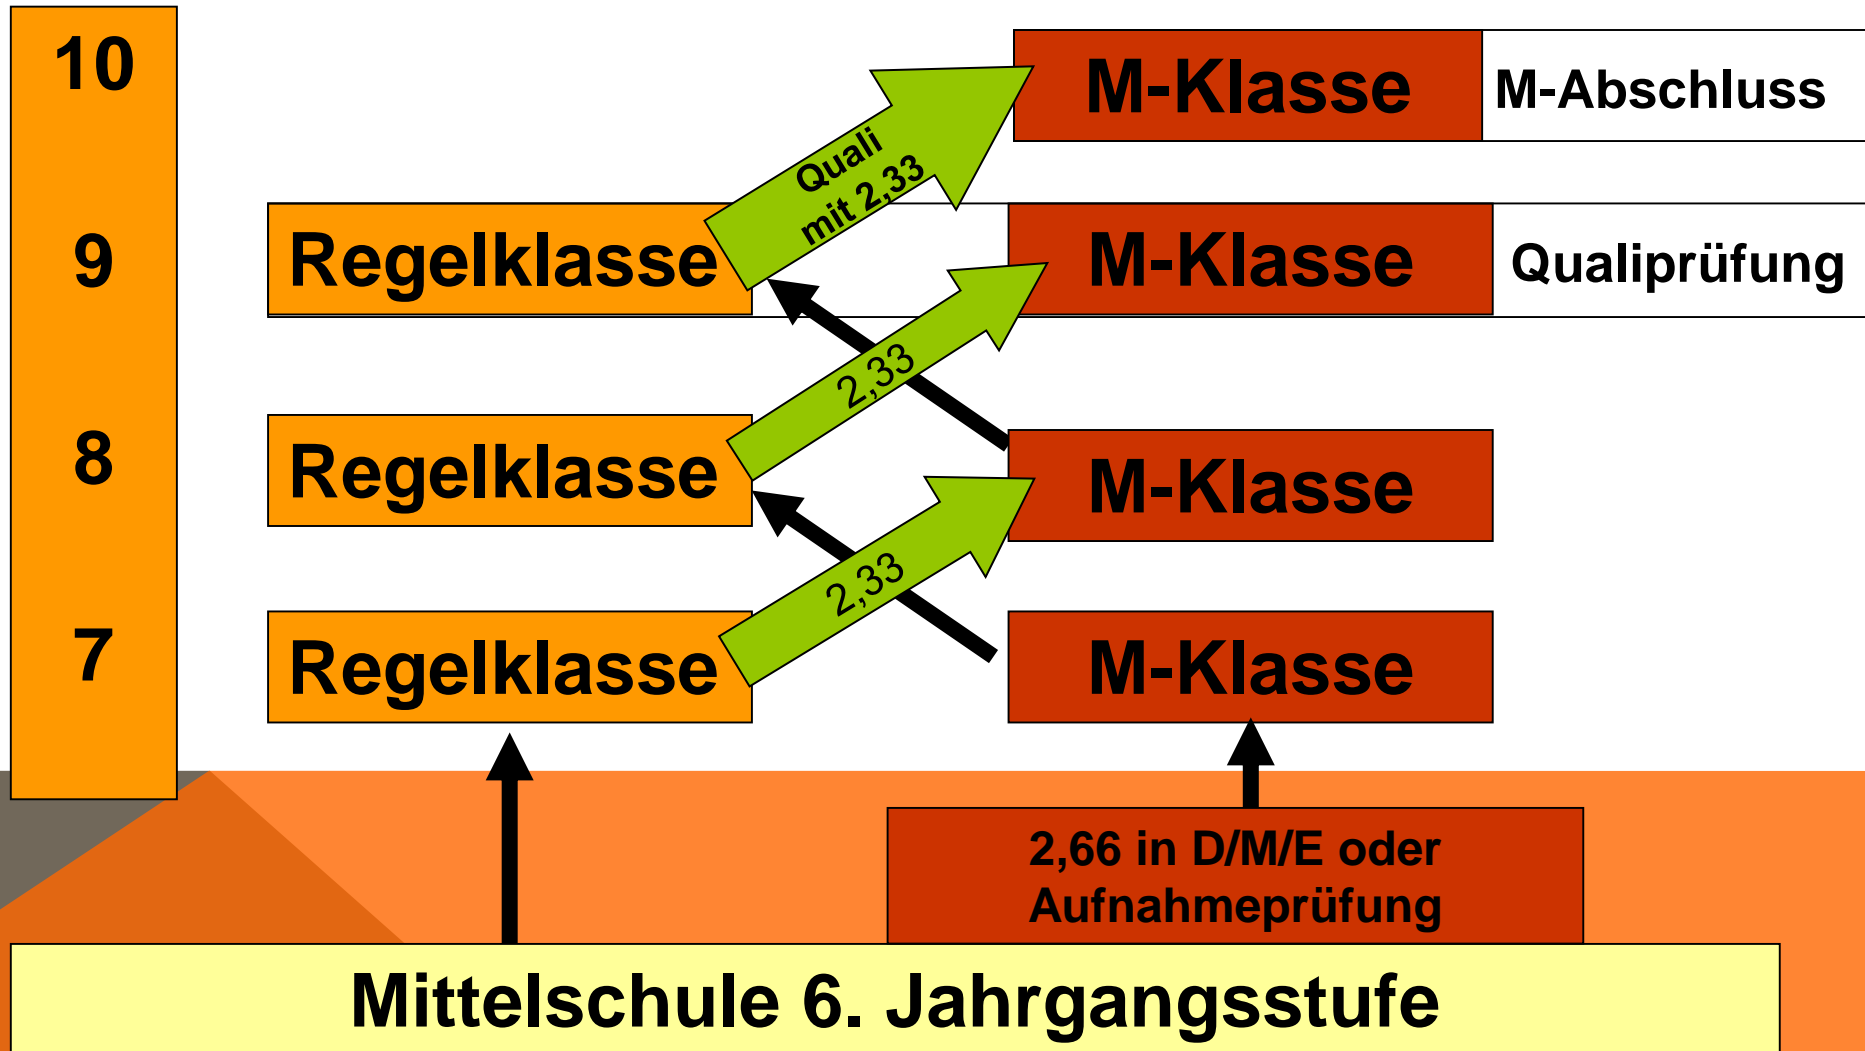 10
M-Klasse
M-Abschluss
Quali
mit 2,33
9
Regelklasse
M-Klasse
Qualiprüfung
2,33
8
Regelklasse
M-Klasse
2,33
7
Regelklasse
M-Klasse
2,66 in D/M/E oder
Aufnahmeprüfung
Mittelschule 6. Jahrgangsstufe